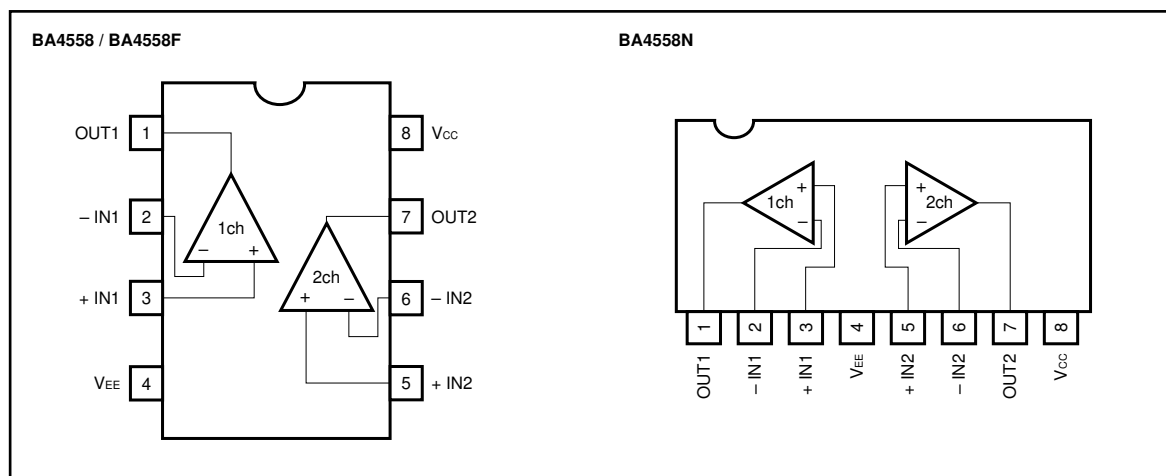 BA4558 / BA4558F
OUT1 1
8 VCC
– IN1 2
7 OUT2
1ch
– +
+ IN1 3
2ch
+ –
6 – IN2
VEE 4
5 + IN2
BA4558N
1ch
+
–
2ch
+
–
1 2 3 4 5 6 7 8
OUT1
– IN1
+ IN1
VEE
+ IN2
– IN2
OUT2
VCC